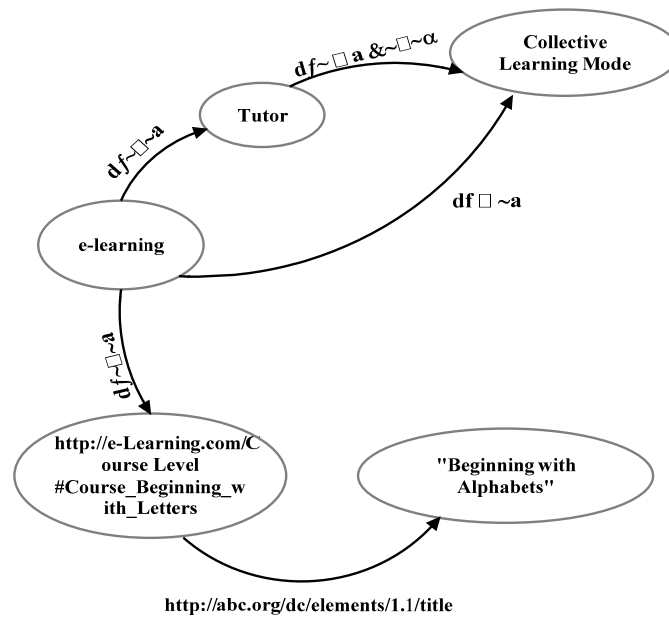 df~□ a &~□~α
Collective
Learning Mode
Tutor
df~□~a
df □ ~a
e-learning
df~□~a
http://e-Learning.com/C
ourse Level
#Course_Beginning_w
ith_Letters
"Beginning with
Alphabets"
http://abc.org/dc/elements/1.1/title